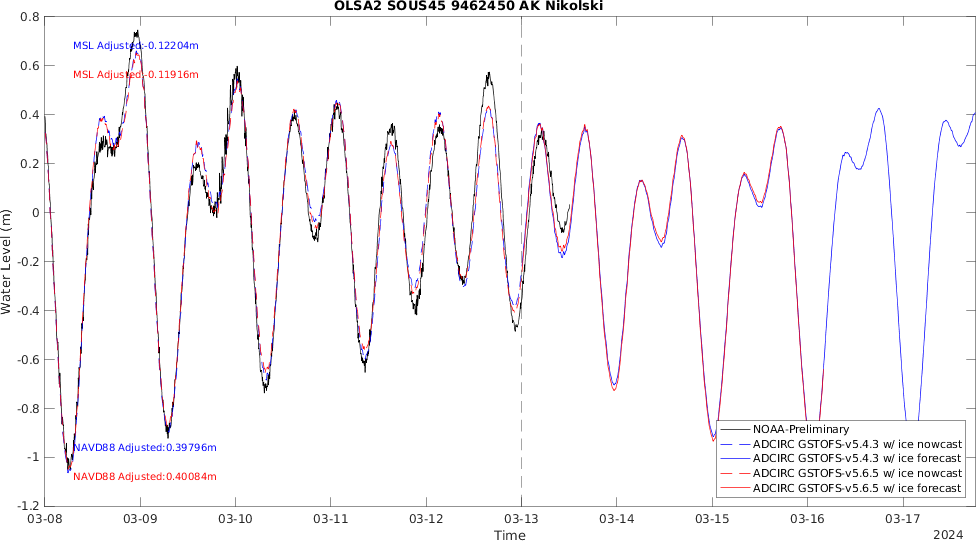 OLSA2 SOUS45 9462450 AK Nikolski
0.8
0.6
0.4
0.2
0
-0.2
-0.4
-0.6
-0.8
-1
-1.2
Water Level (m)
MSL Adjusted:-0.12204m
MSL Adjusted:-0.11916m
NAVD88 Adjusted:0.39796m
NAVD88 Adjusted:0.40084m
NOAA-Preliminary
ADCIRC GSTOFS-v5.4.3 w/ ice nowcast
ADCIRC GSTOFS-v5.4.3 w/ ice forecast
ADCIRC GSTOFS-v5.6.5 w/ ice nowcast
ADCIRC GSTOFS-v5.6.5 w/ ice forecast
03-08 03-09 03-10 03-11 03-12 03-13 03-14 03-15 03-16 03-17
Time
2024